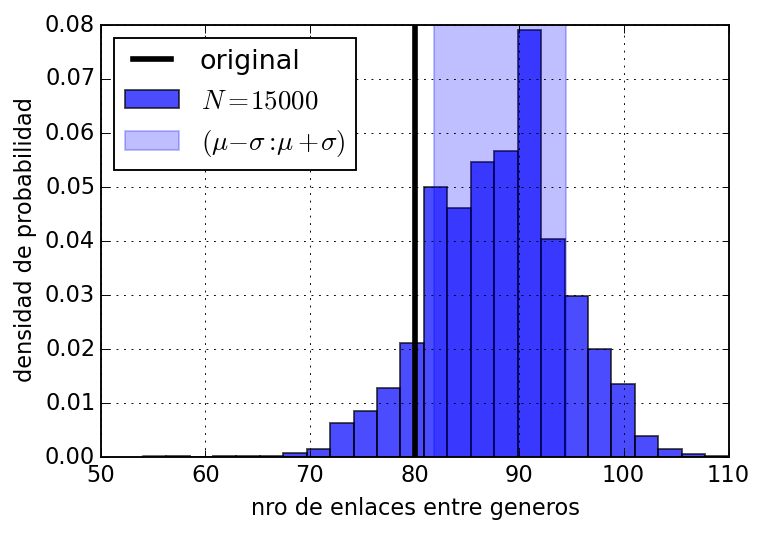 0.08
0.07
0.06
0.05
0.04
0.03
0.02
0.01
0.00
densidad de probabilidad
original
N = 15000
(μ−σ : μ+σ)
50 60 70 80 90 100 110
nro de enlaces entre generos